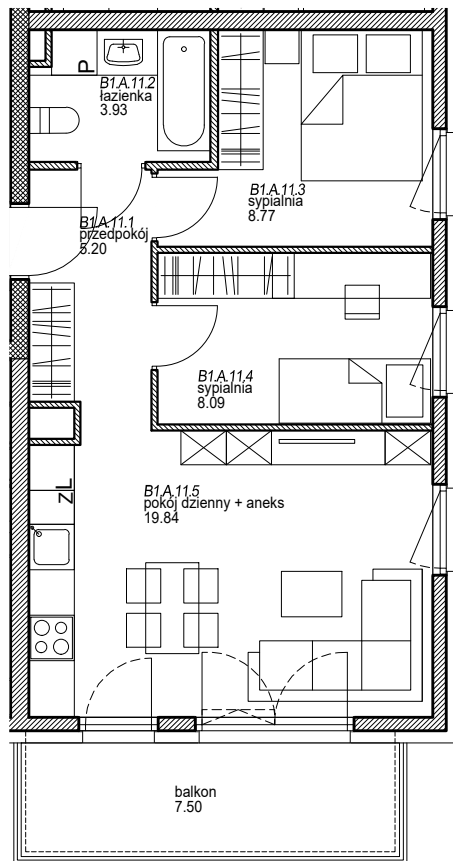 P
B1.A.11.2
łazienka
3.93
B1.A.11.3
sypialnia
8.77
B1.A.11.1
przedpokój
5.20
B1.A.11.4
sypialnia
8.09
B1.A.11.5
pokój dzienny + aneks
19.84
ZL
balkon
7.50